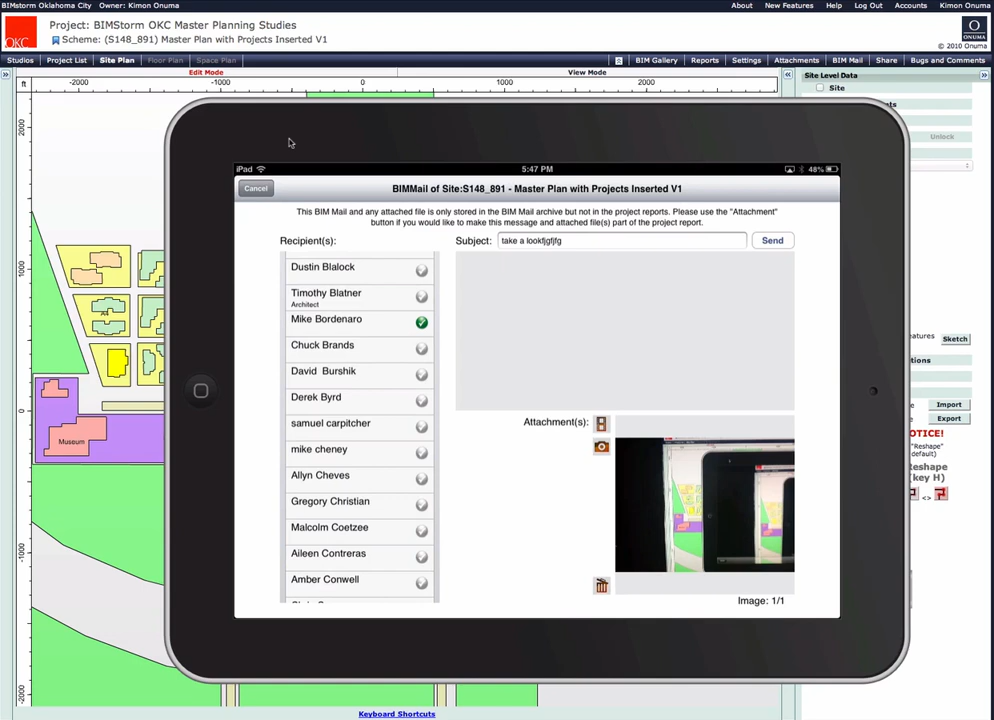 BIMStorm Oklahoma City Owner: Kimon Onuma
About New Features Help Log Out Accounts Kimon Onuma
OKC
Project: BIMStorm OKC Master Planning Studies
Scheme: (S148_891) Master Plan with Projects Inserted V1
ONUMA
© 2010 Onuma
Studios Project List Site Plan Floor Plan Space Plan
BIM Gallery Reports Settings Attachments BIM Mail Share Bugs and Comments
Edit Mode View Mode
Site Level Data
ft -2000 -1000 0 1000 2000
Site
Unlock
2000
1000
0
-1000
-2000
Museum
iPad 5:47 PM 48%
Cancel
BIMMail of Site:S148_891 - Master Plan with Projects Inserted V1
This BIM Mail and any attached file is only stored in the BIM Mail archive but not in the project reports. Please use the "Attachment"
button if you would like to make this message and attached file(s) part of the project report.
Recipient(s):
Subject: take a lookfjgfjfg
Send
Dustin Blalock
Timothy Blatner
Architect
Mike Bordenaro
Chuck Brands
David Burshik
Derek Byrd
samuel carpitcher
mike cheney
Allyn Cheves
Gregory Christian
Malcolm Coetzee
Aileen Contreras
Amber Conwell
Attachment(s):
Image: 1/1
eatures
Sketch
tions
Import
Export
OTICE!
"Reshape"
default)
Reshape
(key H)
<>
Keyboard Shortcuts